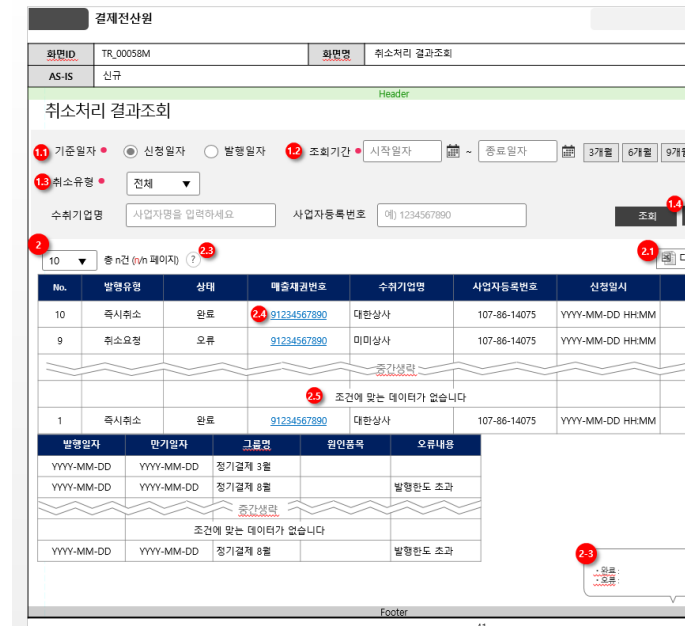 결제전산원
화면ID TR_00058M 화면명 취소처리 결과조회
AS-IS 신규
Header
취소처리 결과조회
1.1 기준일자 신청일자 발행일자 1.2 조회기간 시작일자 ~ 종료일자 3개월 6개월 9개월
1.3 취소유형 전체 ▼
수취기업명 사업자명을 입력하세요 사업자등록번호 예) 1234567890 조회 1.4
2 10 ▼ 총 n건 (n/n 페이지) ? 2.3 2.1
No. 발행유형 상태 매출채권번호 수취기업명 사업자등록번호 신청일시
10 즉시취소 완료 2.4 91234567890 대한상사 107-86-14075 YYYY-MM-DD HH:MM
9 취소요청 오류 91234567890 미미상사 107-86-14075 YYYY-MM-DD HH:MM
중간생략
2.5 조건에 맞는 데이터가 없습니다
1 즉시취소 완료 91234567890 대한상사 107-86-14075 YYYY-MM-DD HH:MM
발행일자 만기일자 그룹명 원인품목 오류내용
YYYY-MM-DD YYYY-MM-DD 정기결제 3월
YYYY-MM-DD YYYY-MM-DD 정기결제 8월 발행한도 초과
중간생략
조건에 맞는 데이터가 없습니다
YYYY-MM-DD YYYY-MM-DD 정기결제 8월 발행한도 초과
2-3
· 완료 :
· 오류 :
Footer